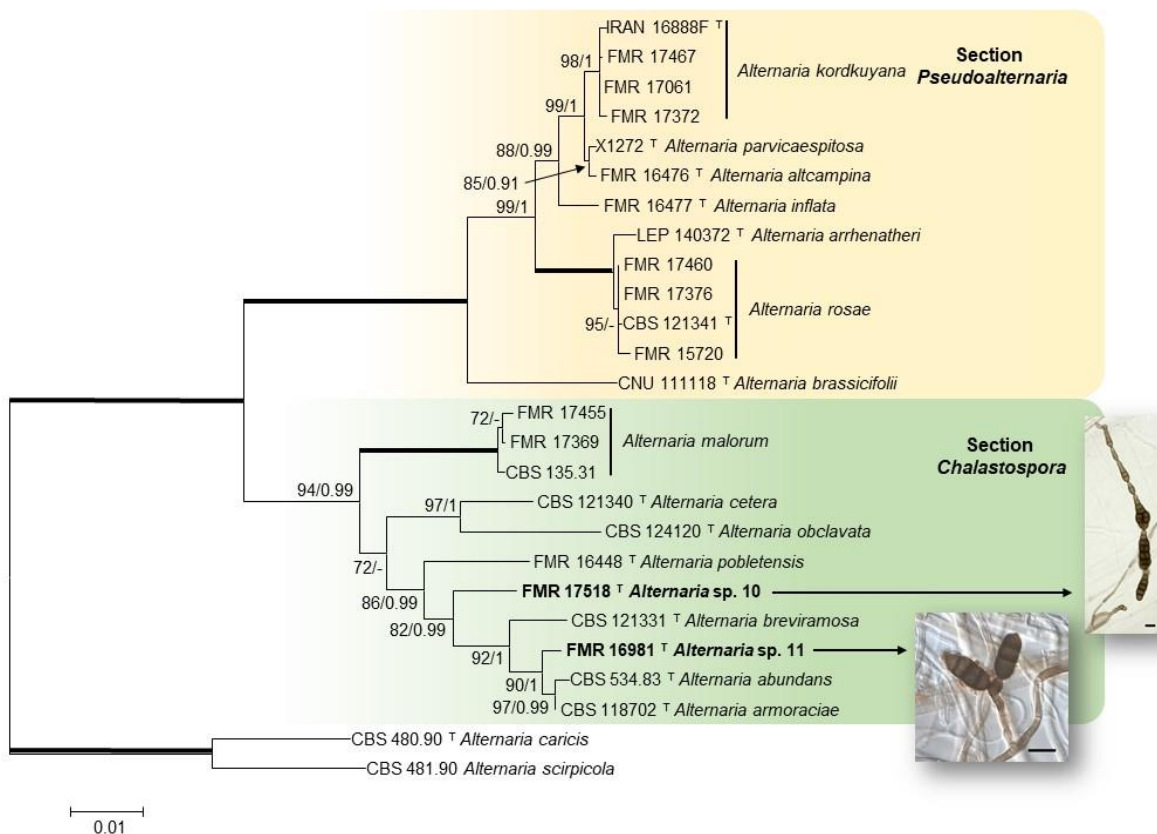 IRAN 16888F ᵀ
98/1
FMR 17467
Alternaria kordkuyana
Section
Pseudoalternaria
FMR 17061
99/1
FMR 17372
88/0.99
X1272 ᵀ Alternaria parvicaespitosa
85/0.91
FMR 16476 ᵀ Alternaria altcampina
99/1
FMR 16477 ᵀ Alternaria inflata
LEP 140372 ᵀ Alternaria arrhenatheri
FMR 17460
FMR 17376
Alternaria rosae
95/-
CBS 121341 ᵀ
FMR 15720
CNU 111118 ᵀ Alternaria brassicifolii
72/-
FMR 17455
FMR 17369
Alternaria malorum
Section
Chalastospora
CBS 135.31
94/0.99
97/1
CBS 121340 ᵀ Alternaria cetera
CBS 124120 ᵀ Alternaria obclavata
72/-
FMR 16448 ᵀ Alternaria pobletensis
86/0.99
FMR 17518 ᵀ Alternaria sp. 10
82/0.99
CBS 121331 ᵀ Alternaria breviramosa
92/1
FMR 16981 ᵀ Alternaria sp. 11
90/1
CBS 534.83 ᵀ Alternaria abundans
97/0.99
CBS 118702 ᵀ Alternaria armoraciae
CBS 480.90 ᵀ Alternaria caricis
CBS 481.90 Alternaria scirpicola
0.01